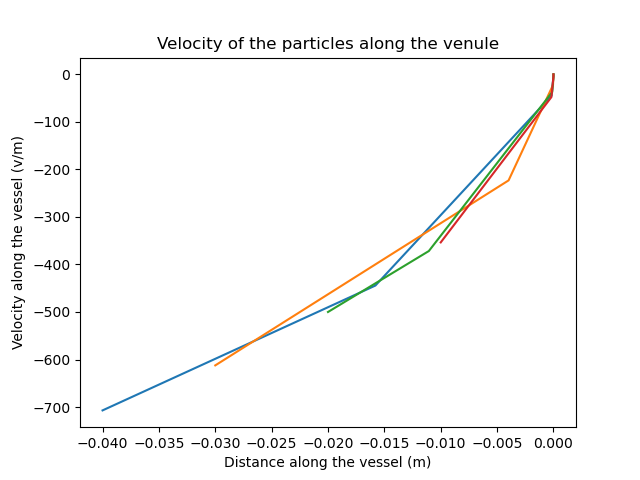 Velocity of the particles along the venule
Velocity along the vessel (v/m)
0
−100
−200
−300
−400
−500
−600
−700
−0.040 −0.035 −0.030 −0.025 −0.020 −0.015 −0.010 −0.005 0.000
Distance along the vessel (m)